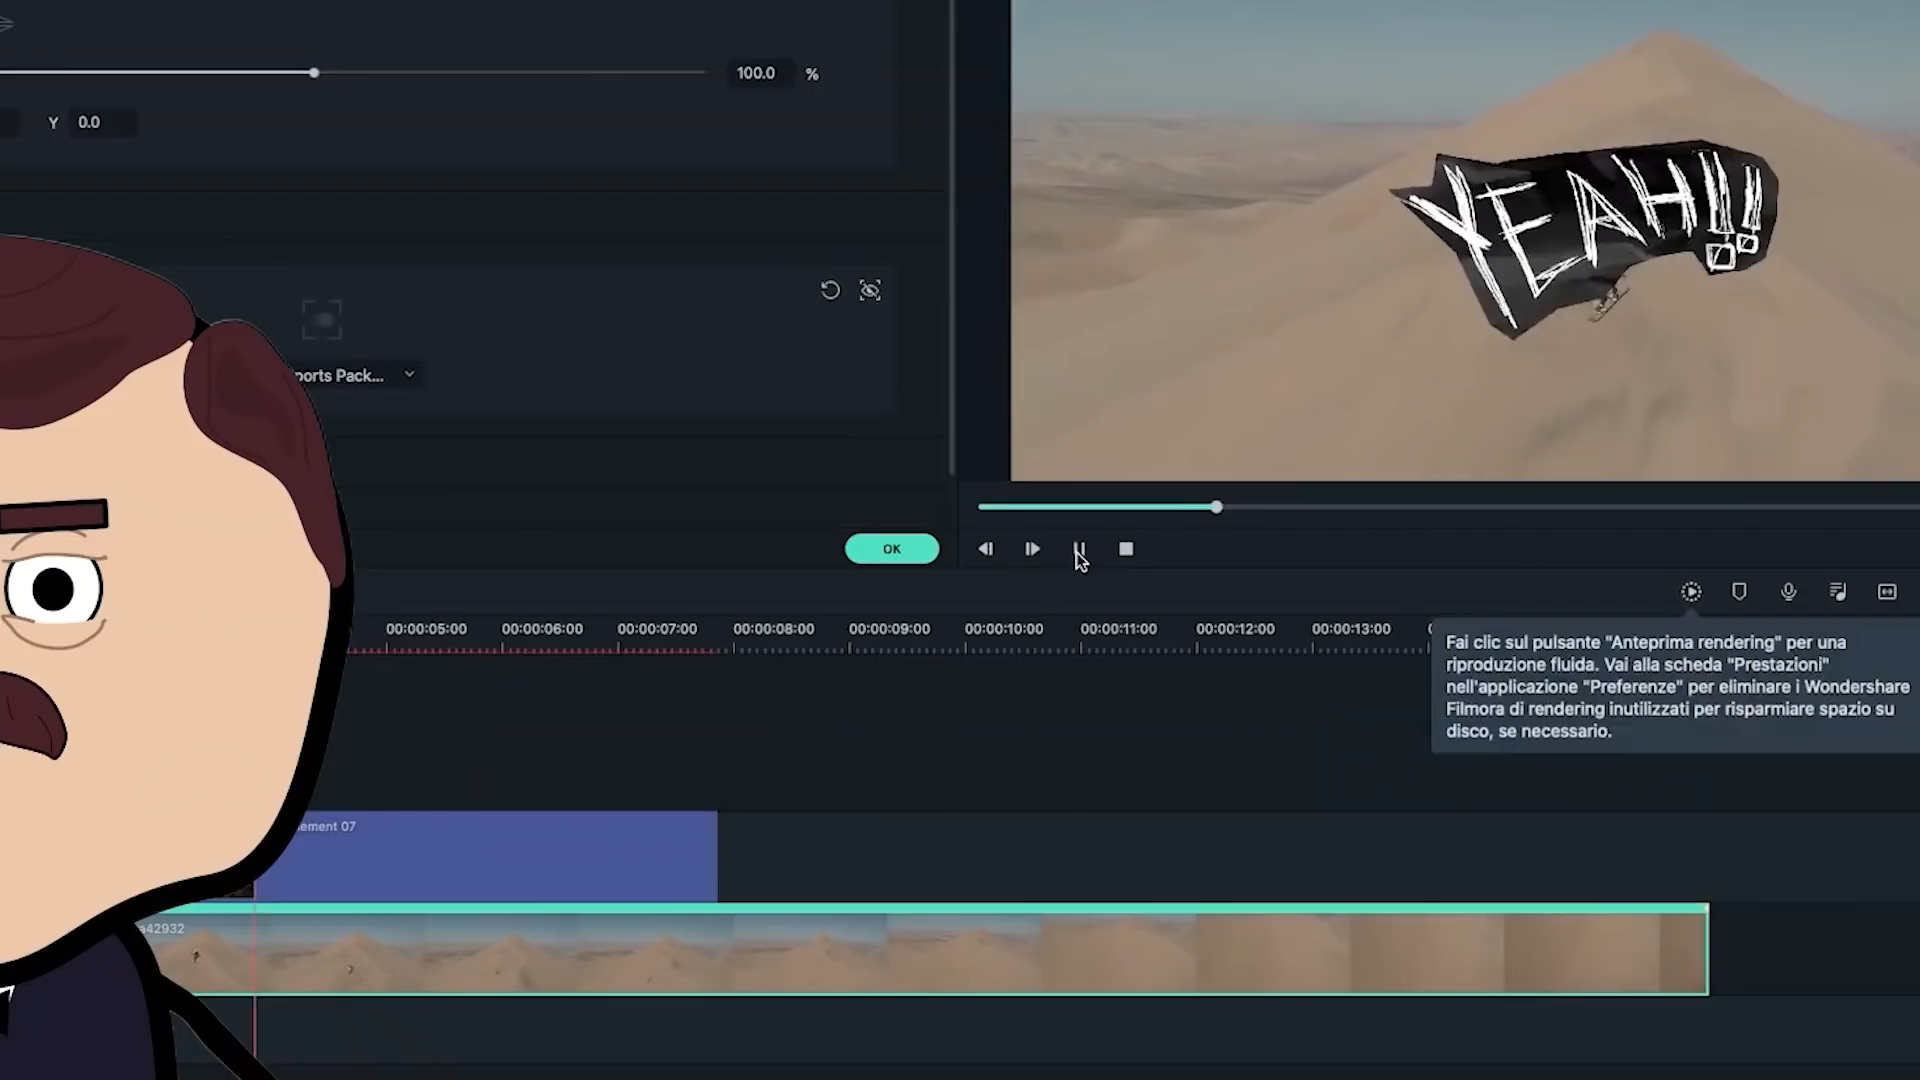 100.0 %
Y 0.0
YEAH!!
ports Pack...
OK
00:00:05:00 00:00:06:00 00:00:07:00 00:00:08:00 00:00:09:00 00:00:10:00 00:00:11:00 00:00:12:00 00:00:13:00
Fai clic sul pulsante "Anteprima rendering" per una
riproduzione fluida. Vai alla scheda "Prestazioni"
nell'applicazione "Preferenze" per eliminare i Wondershare
Filmora di rendering inutilizzati per risparmiare spazio su
disco, se necessario.
ement 07
a42932